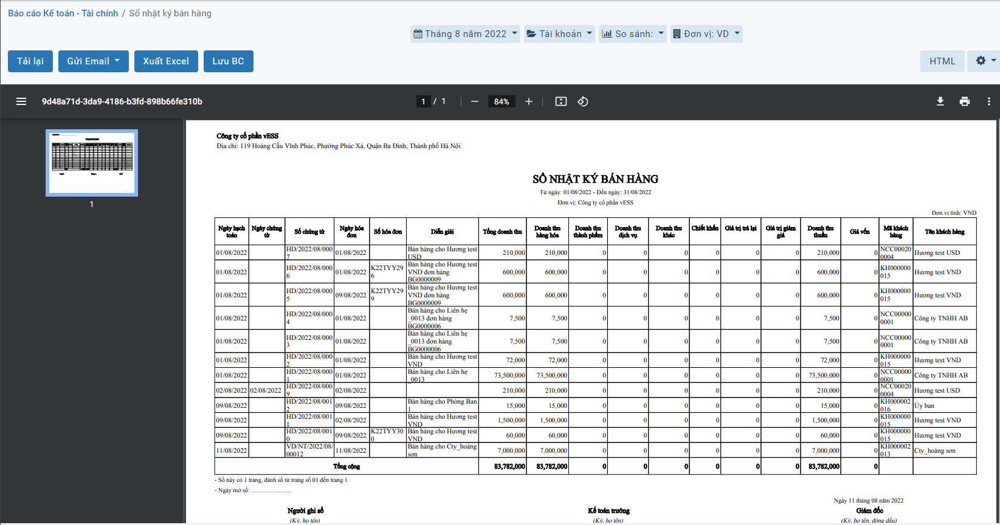 Báo cáo Kế toán - Tài chính / Sổ nhật ký bán hàng
Tháng 8 năm 2022 Tài khoản So sánh: Đơn vị: VD
Tải lại Gửi Email Xuất Excel Lưu BC HTML
9d48a71d-3da9-4186-b3fd-898b66fe310b 1 / 1 84%
1
Công ty cổ phần vESS
Địa chỉ: 119 Hoàng Cầu Vĩnh Phúc, Phường Phúc Xá, Quận Ba Đình, Thành phố Hà Nội
SỔ NHẬT KÝ BÁN HÀNG
Từ ngày: 01/08/2022 - Đến ngày: 31/08/2022
Đơn vị: Công ty cổ phần vESS
Đơn vị tính: VND
Ngày hạch toán Ngày chứng từ Số chứng từ Ngày hóa đơn Số hóa đơn Diễn giải Tổng doanh thu Doanh thu hàng hóa Doanh thu thành phẩm Doanh thu dịch vụ Doanh thu khác Chiết khấu Giá trị trả lại Giá trị giảm giá Doanh thu thuần Giá vốn Mã khách hàng Tên khách hàng
01/08/2022 HD/2022/08/0007 01/08/2022 Bán hàng cho Hương test USD 210,000 210,000 0 0 0 0 0 0 210,000 0 NCC000200004 Hương test USD
01/08/2022 HD/2022/08/0006 01/08/2022 K22TYY296 Bán hàng cho Hương test VND đơn hàng BG0000009 600,000 600,000 0 0 0 0 0 0 600,000 0 KH000000015 Hương test VND
01/08/2022 HD/2022/08/0005 09/08/2022 K22TYY299 Bán hàng cho Hương test VND đơn hàng BG0000009 600,000 600,000 0 0 0 0 0 0 600,000 0 KH000000015 Hương test VND
01/08/2022 HD/2022/08/0004 01/08/2022 Bán hàng cho Liên hẹ _0013 đơn hàng BG0000006 7,500 7,500 0 0 0 0 0 0 7,500 0 NCC000000001 Công ty TNHH AB
01/08/2022 HD/2022/08/0003 01/08/2022 Bán hàng cho Liên hẹ _0013 đơn hàng BG0000006 7,500 7,500 0 0 0 0 0 0 7,500 0 NCC000000001 Công ty TNHH AB
01/08/2022 HD/2022/08/0002 01/08/2022 Bán hàng cho Hương test VND 72,000 72,000 0 0 0 0 0 0 72,000 0 KH000000015 Hương test VND
01/08/2022 HD/2022/08/0001 01/08/2022 Bán hàng cho Liên hẹ _0013 73,500,000 73,500,000 0 0 0 0 0 0 73,500,000 0 NCC000000001 Công ty TNHH AB
02/08/2022 02/08/2022 HD/2022/08/0009 02/08/2022 210,000 210,000 0 0 0 0 0 0 210,000 0 NCC000200004 Hương test USD
09/08/2022 HD/2022/08/0012 09/08/2022 Bán hàng cho Phòng Ban 1 15,000 15,000 0 0 0 0 0 0 15,000 0 KH000002016 Ủy ban
09/08/2022 HD/2022/08/0011 02/08/2022 Bán hàng cho Hương test VND 1,500,000 1,500,000 0 0 0 0 0 0 1,500,000 0 KH000000015 Hương test VND
09/08/2022 HD/2022/08/0010 09/08/2022 K22TYY300 Bán hàng cho Hương test VND 60,000 60,000 0 0 0 0 0 0 60,000 0 KH000000015 Hương test VND
11/08/2022 VD/NT/2022/08/00012 11/08/2022 Bán hàng cho Cty_hoàng sơn 7,000,000 7,000,000 0 0 0 0 0 0 7,000,000 0 KH000002013 Cty_hoàng sơn
Tổng cộng 83,782,000 83,782,000 0 0 0 0 0 0 83,782,000 0
- Sổ này có 1 trang, đánh số từ trang số 01 đến trang 1
- Ngày mở sổ: ..........................
Ngày 11 tháng 08 năm 2022
Người ghi sổ Kế toán trưởng Giám đốc
(Ký, họ tên) (Ký, họ tên) (Ký, họ tên, đóng dấu)